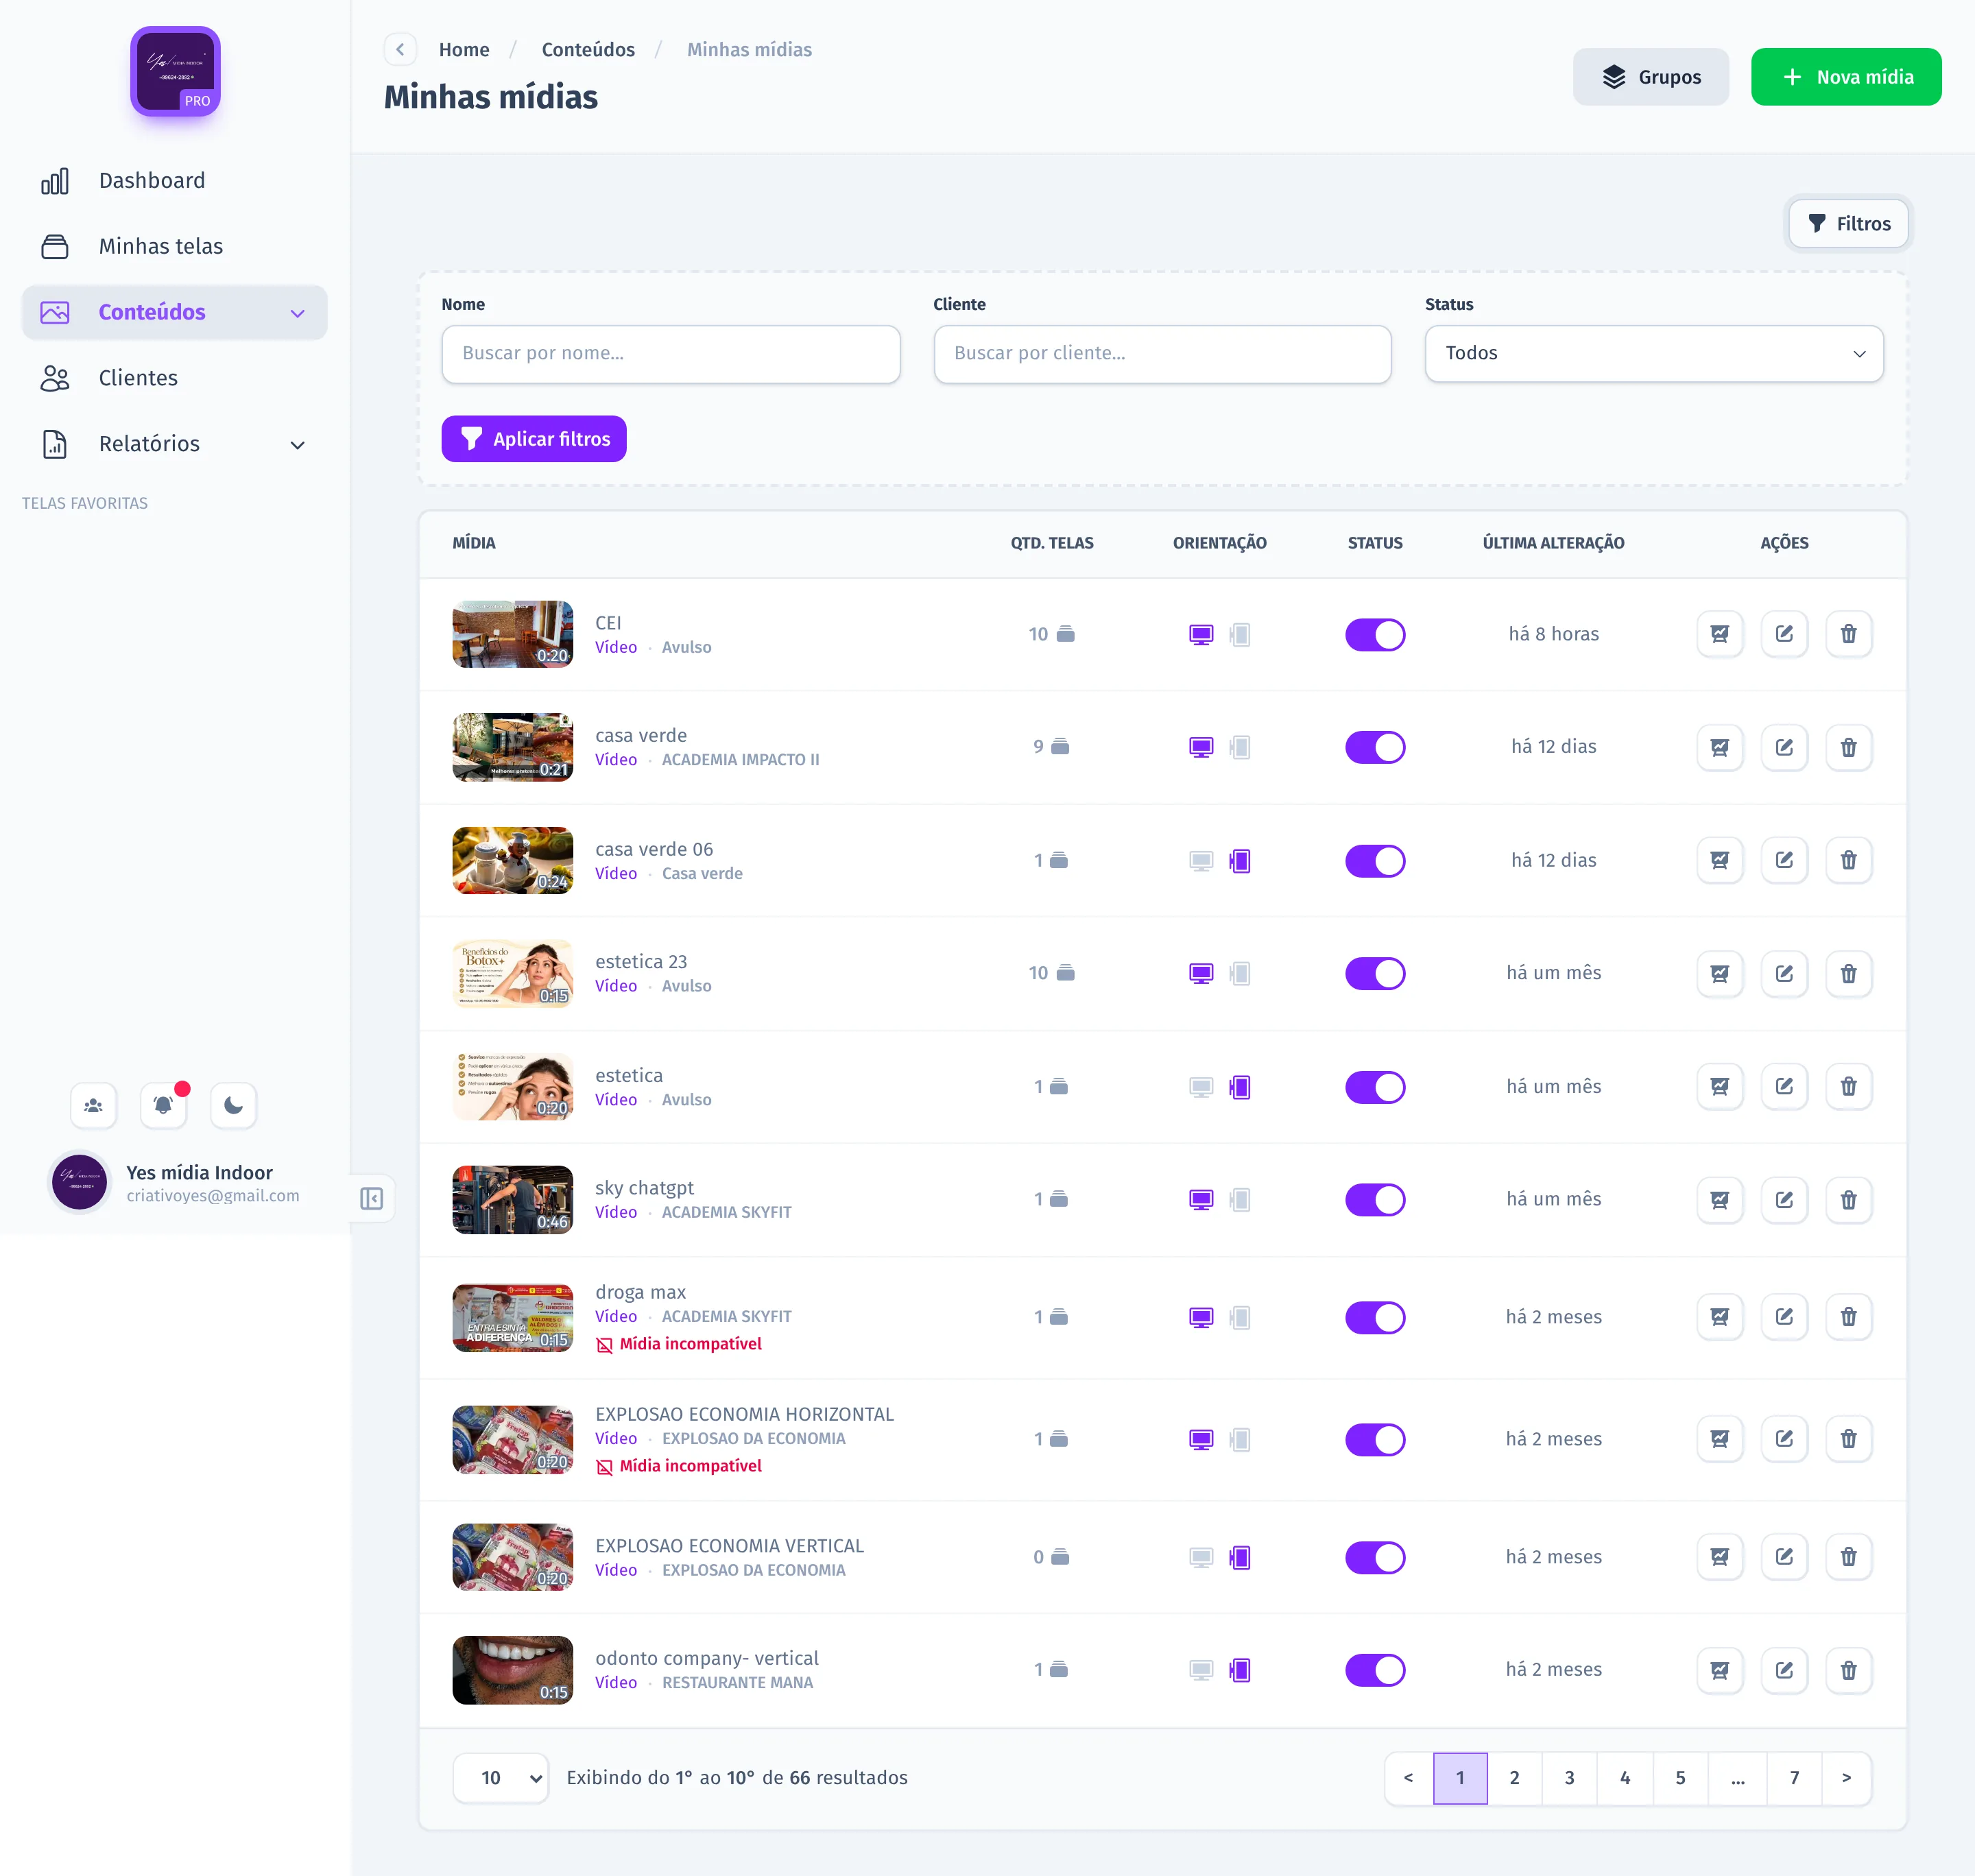 Yes MÍDIA INDOOR
PRO
Dashboard
Minhas telas
Conteúdos
Clientes
Relatórios
TELAS FAVORITAS
Yes mídia Indoor
criativoyes@gmail.com
Home / Conteúdos / Minhas mídias
Minhas mídias
Grupos
+ Nova mídia
Filtros
Nome Cliente Status
Buscar por nome... Buscar por cliente... Todos
Aplicar filtros
MÍDIA QTD. TELAS ORIENTAÇÃO STATUS ÚLTIMA ALTERAÇÃO AÇÕES
0:20
CEI
Vídeo · Avulso
10
há 8 horas
0:21
casa verde
Vídeo · ACADEMIA IMPACTO II
9
há 12 dias
0:24
casa verde 06
Vídeo · Casa verde
1
há 12 dias
Benefícios do
Botox+
0:15
estetica 23
Vídeo · Avulso
10
há um mês
0:20
estetica
Vídeo · Avulso
1
há um mês
0:46
sky chatgpt
Vídeo · ACADEMIA SKYFIT
1
há um mês
ENTRA E SINTA
A DIFERENÇA
0:15
droga max
Vídeo · ACADEMIA SKYFIT
Mídia incompatível
1
há 2 meses
0:20
EXPLOSAO ECONOMIA HORIZONTAL
Vídeo · EXPLOSAO DA ECONOMIA
Mídia incompatível
1
há 2 meses
0:20
EXPLOSAO ECONOMIA VERTICAL
Vídeo · EXPLOSAO DA ECONOMIA
0
há 2 meses
0:15
odonto company- vertical
Vídeo · RESTAURANTE MANA
1
há 2 meses
10
Exibindo do 1° ao 10° de 66 resultados
< 1 2 3 4 5 ... 7 >